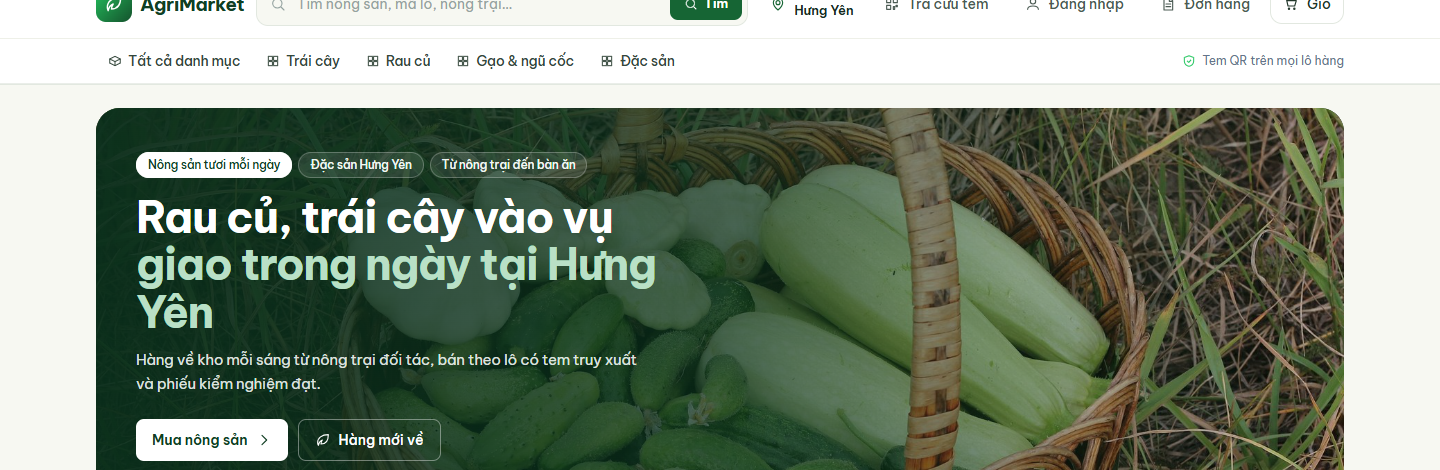 AgriMarket
Tìm nông sản, mã lô, nông trại...
Tìm
Hưng Yên
Tra cứu tem
Đăng nhập
Đơn hàng
Giỏ
Tất cả danh mục
Trái cây
Rau củ
Gạo & ngũ cốc
Đặc sản
Tem QR trên mọi lô hàng
Nông sản tươi mỗi ngày
Đặc sản Hưng Yên
Từ nông trại đến bàn ăn
Rau củ, trái cây vào vụ
giao trong ngày tại Hưng
Yên
Hàng về kho mỗi sáng từ nông trại đối tác, bán theo lô có tem truy xuất
và phiếu kiểm nghiệm đạt.
Mua nông sản
Hàng mới về